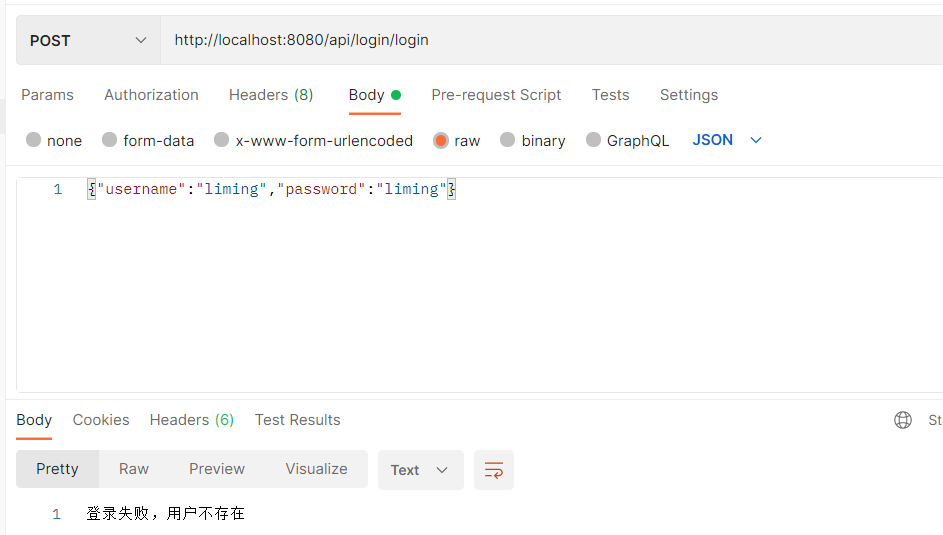 POST http://localhost:8080/api/login/login
Params Authorization Headers (8) Body Pre-request Script Tests Settings
none form-data x-www-form-urlencoded raw binary GraphQL JSON
1 {"username":"liming","password":"liming"}
Body Cookies Headers (6) Test Results
Pretty Raw Preview Visualize Text
1 登录失败，用户不存在